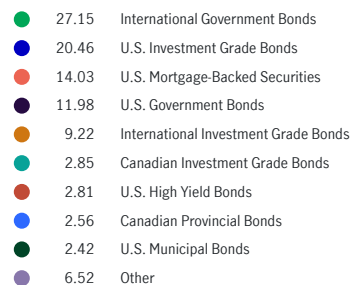 27.15 International Government Bonds
20.46 U.S. Investment Grade Bonds
14.03 U.S. Mortgage-Backed Securities
11.98 U.S. Government Bonds
9.22 International Investment Grade Bonds
2.85 Canadian Investment Grade Bonds
2.81 U.S. High Yield Bonds
2.56 Canadian Provincial Bonds
2.42 U.S. Municipal Bonds
6.52 Other